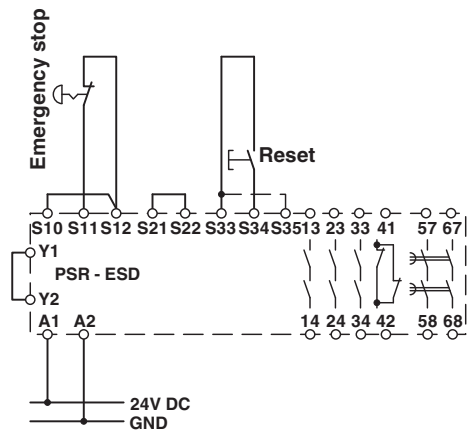 Emergency stop
Reset
S10 S11 S12 S21 S22 S33 S34 S35 13 23 33 41 57 67
Y1
PSR - ESD
Y2
A1 A2 14 24 34 42 58 68
24V DC
GND